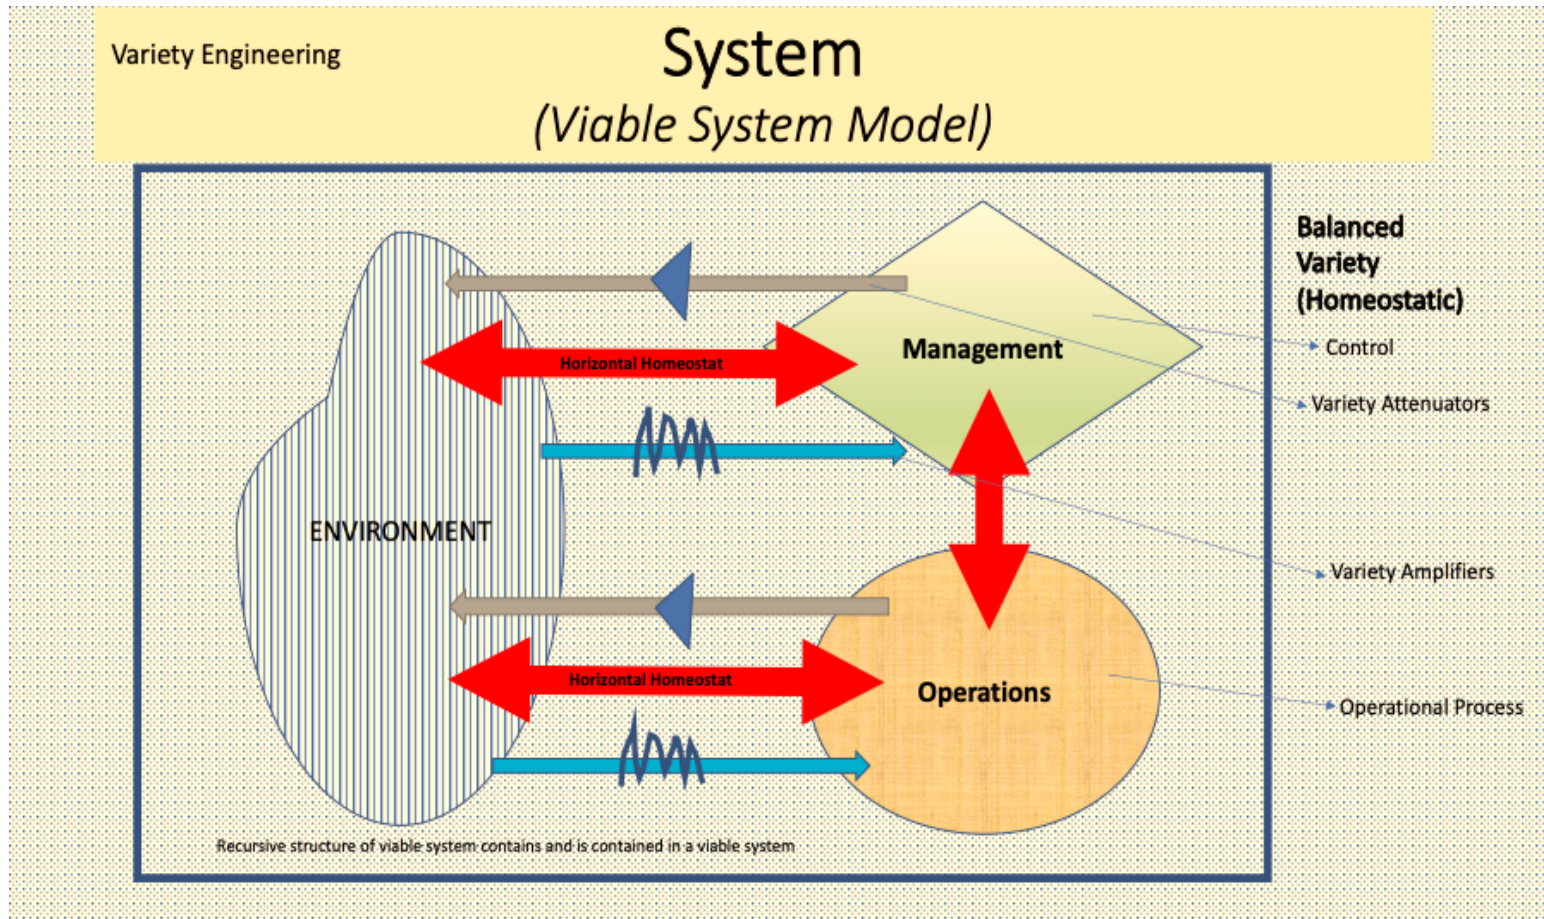 Variety Engineering
System
(Viable System Model)
Balanced
Variety
(Homeostatic)
Control
Variety Attenuators
Variety Amplifiers
Operational Process
Management
Horizontal Homeostat
ENVIRONMENT
Horizontal Homeostat
Operations
Recursive structure of viable system contains and is contained in a viable system